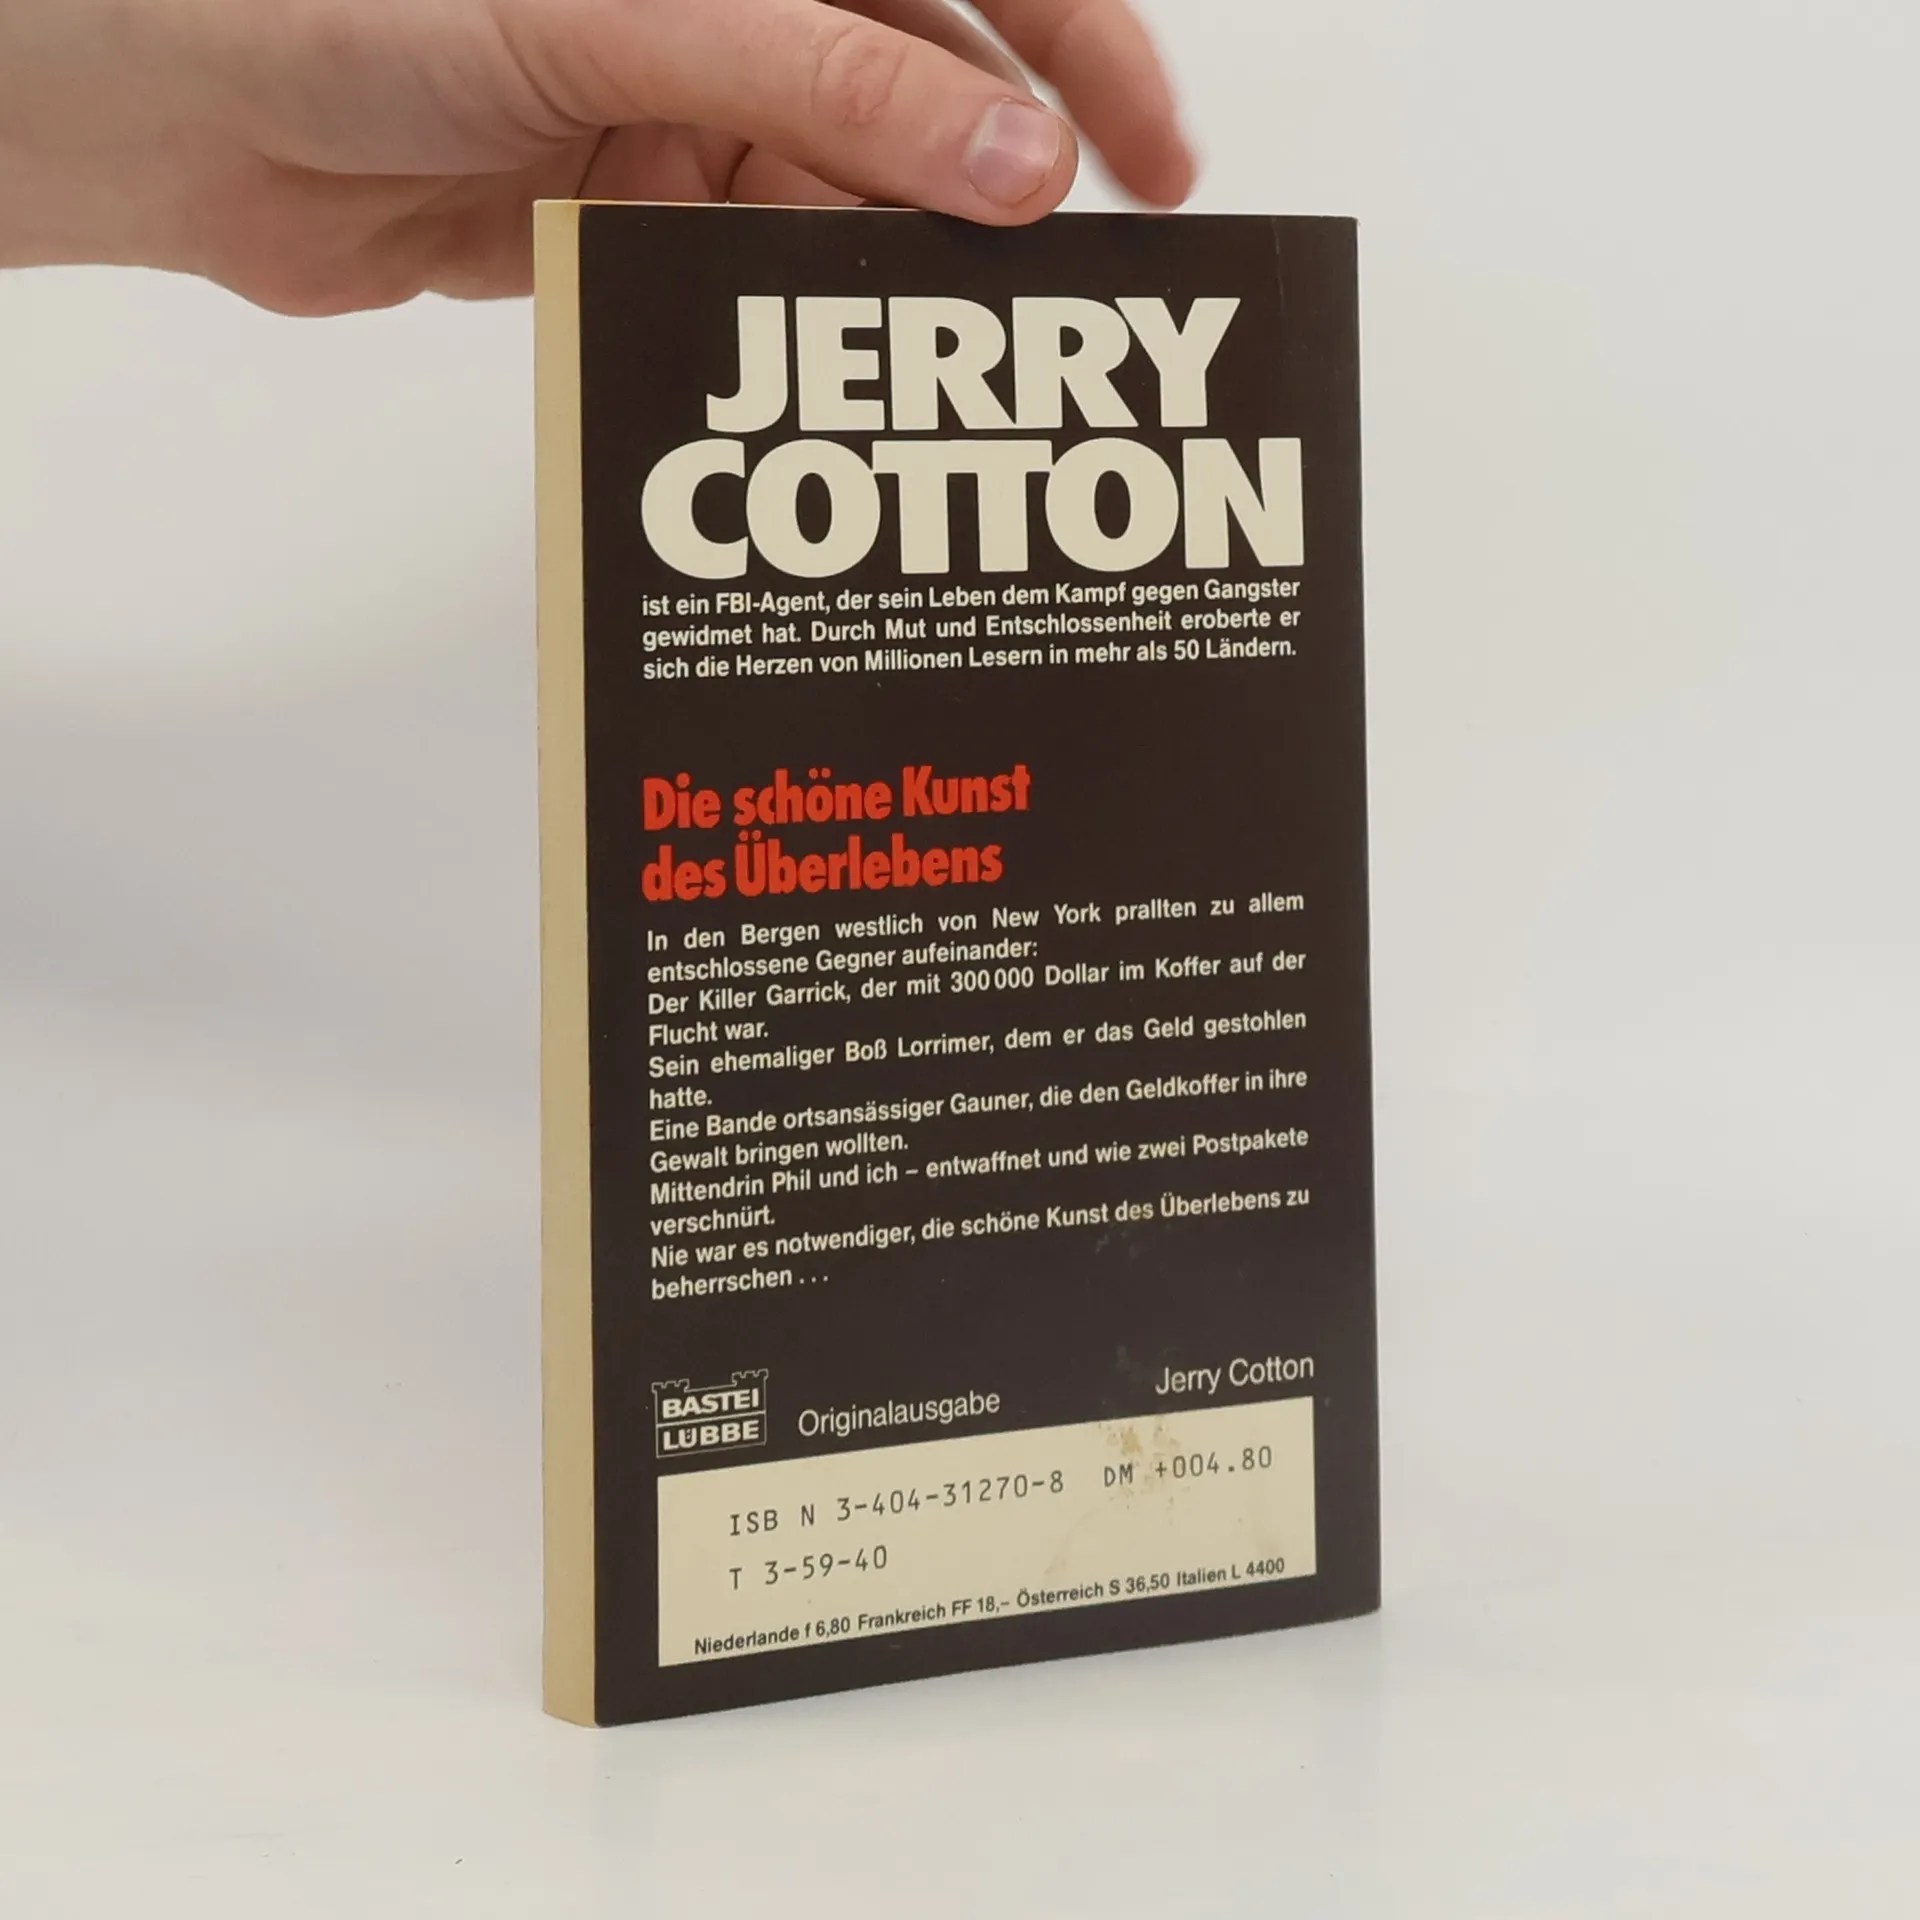 JERRY
COTTON
ist ein FBI-Agent, der sein Leben dem Kampf gegen Gangster
gewidmet hat. Durch Mut und Entschlossenheit eroberte er
sich die Herzen von Millionen Lesern in mehr als 50 Ländern.
Die schöne Kunst
des Überlebens
In den Bergen westlich von New York prallten zu allem
entschlossene Gegner aufeinander:
Der Killer Garrick, der mit 300 000 Dollar im Koffer auf der
Flucht war.
Sein ehemaliger Boß Lorrimer, dem er das Geld gestohlen
hatte.
Eine Bande ortsansässiger Gauner, die den Geldkoffer in ihre
Gewalt bringen wollten.
Mittendrin Phil und ich – entwaffnet und wie zwei Postpakete
verschnürt.
Nie war es notwendiger, die schöne Kunst des Überlebens zu
beherrschen . . .
Jerry Cotton
BASTEI
LÜBBE
Originalausgabe
ISB N 3-404-31270-8 DM +004.80
T 3-59-40
Niederlande f 6,80 Frankreich FF 18,– Österreich S 36,50 Italien L 4400